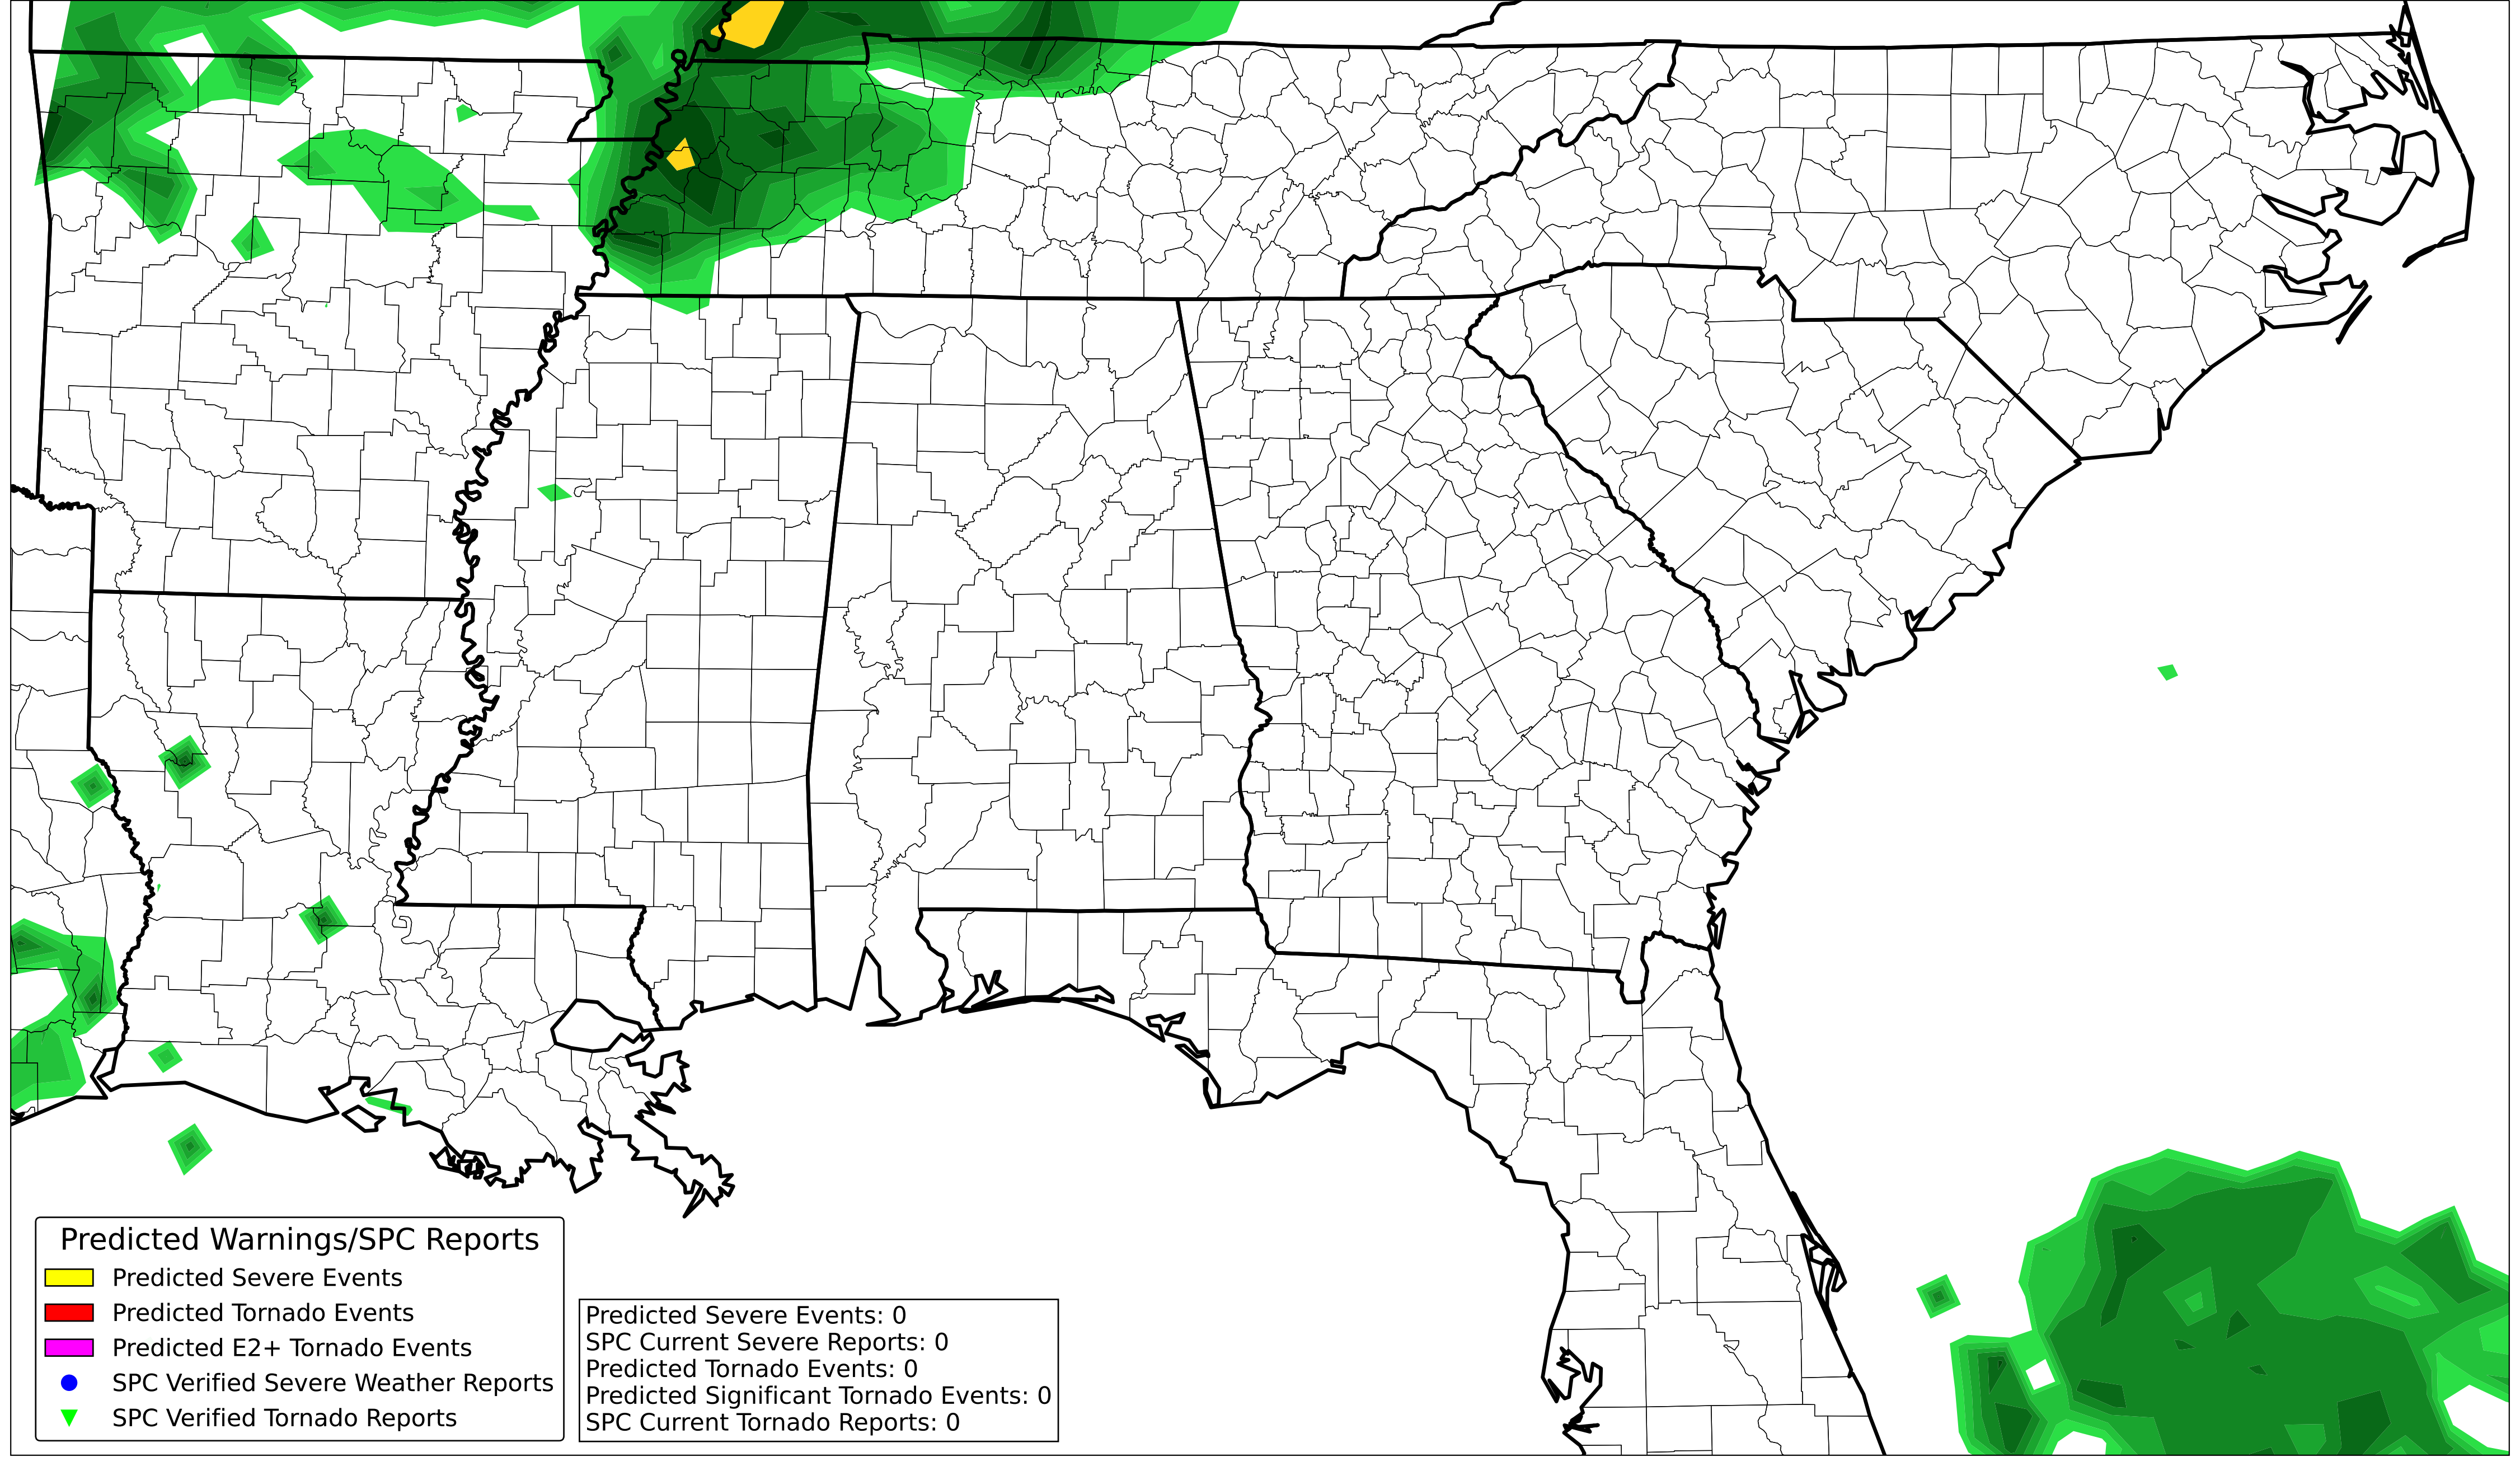 Predicted Warnings/SPC Reports
Predicted Severe Events
Predicted Tornado Events
Predicted E2+ Tornado Events
SPC Verified Severe Weather Reports
SPC Verified Tornado Reports
Predicted Severe Events: 0
SPC Current Severe Reports: 0
Predicted Tornado Events: 0
Predicted Significant Tornado Events: 0
SPC Current Tornado Reports: 0